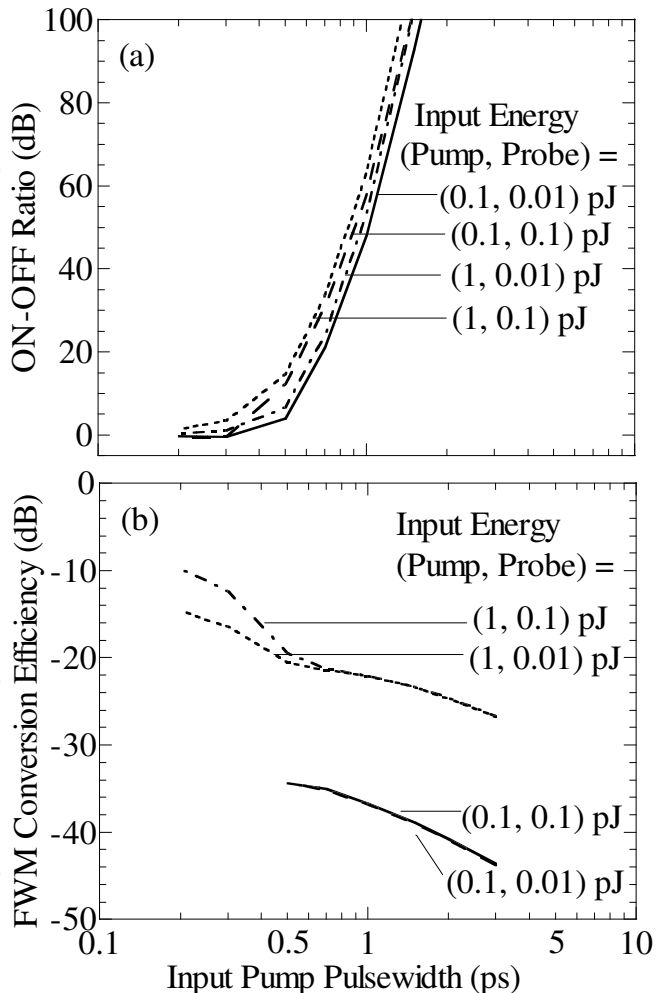 100
(a)
80
Input Energy
(Pump, Probe) =
60
(0.1, 0.01) pJ
(0.1, 0.1) pJ
40
(1, 0.01) pJ
(1, 0.1) pJ
20
0
ON-OFF Ratio (dB)
0
(b)
Input Energy
(Pump, Probe) =
-10
(1, 0.1) pJ
-20
(1, 0.01) pJ
-30
(0.1, 0.1) pJ
-40
(0.1, 0.01) pJ
-50
FWM Conversion Efficiency (dB)
0.1 0.5 1 5 10
Input Pump Pulsewidth (ps)